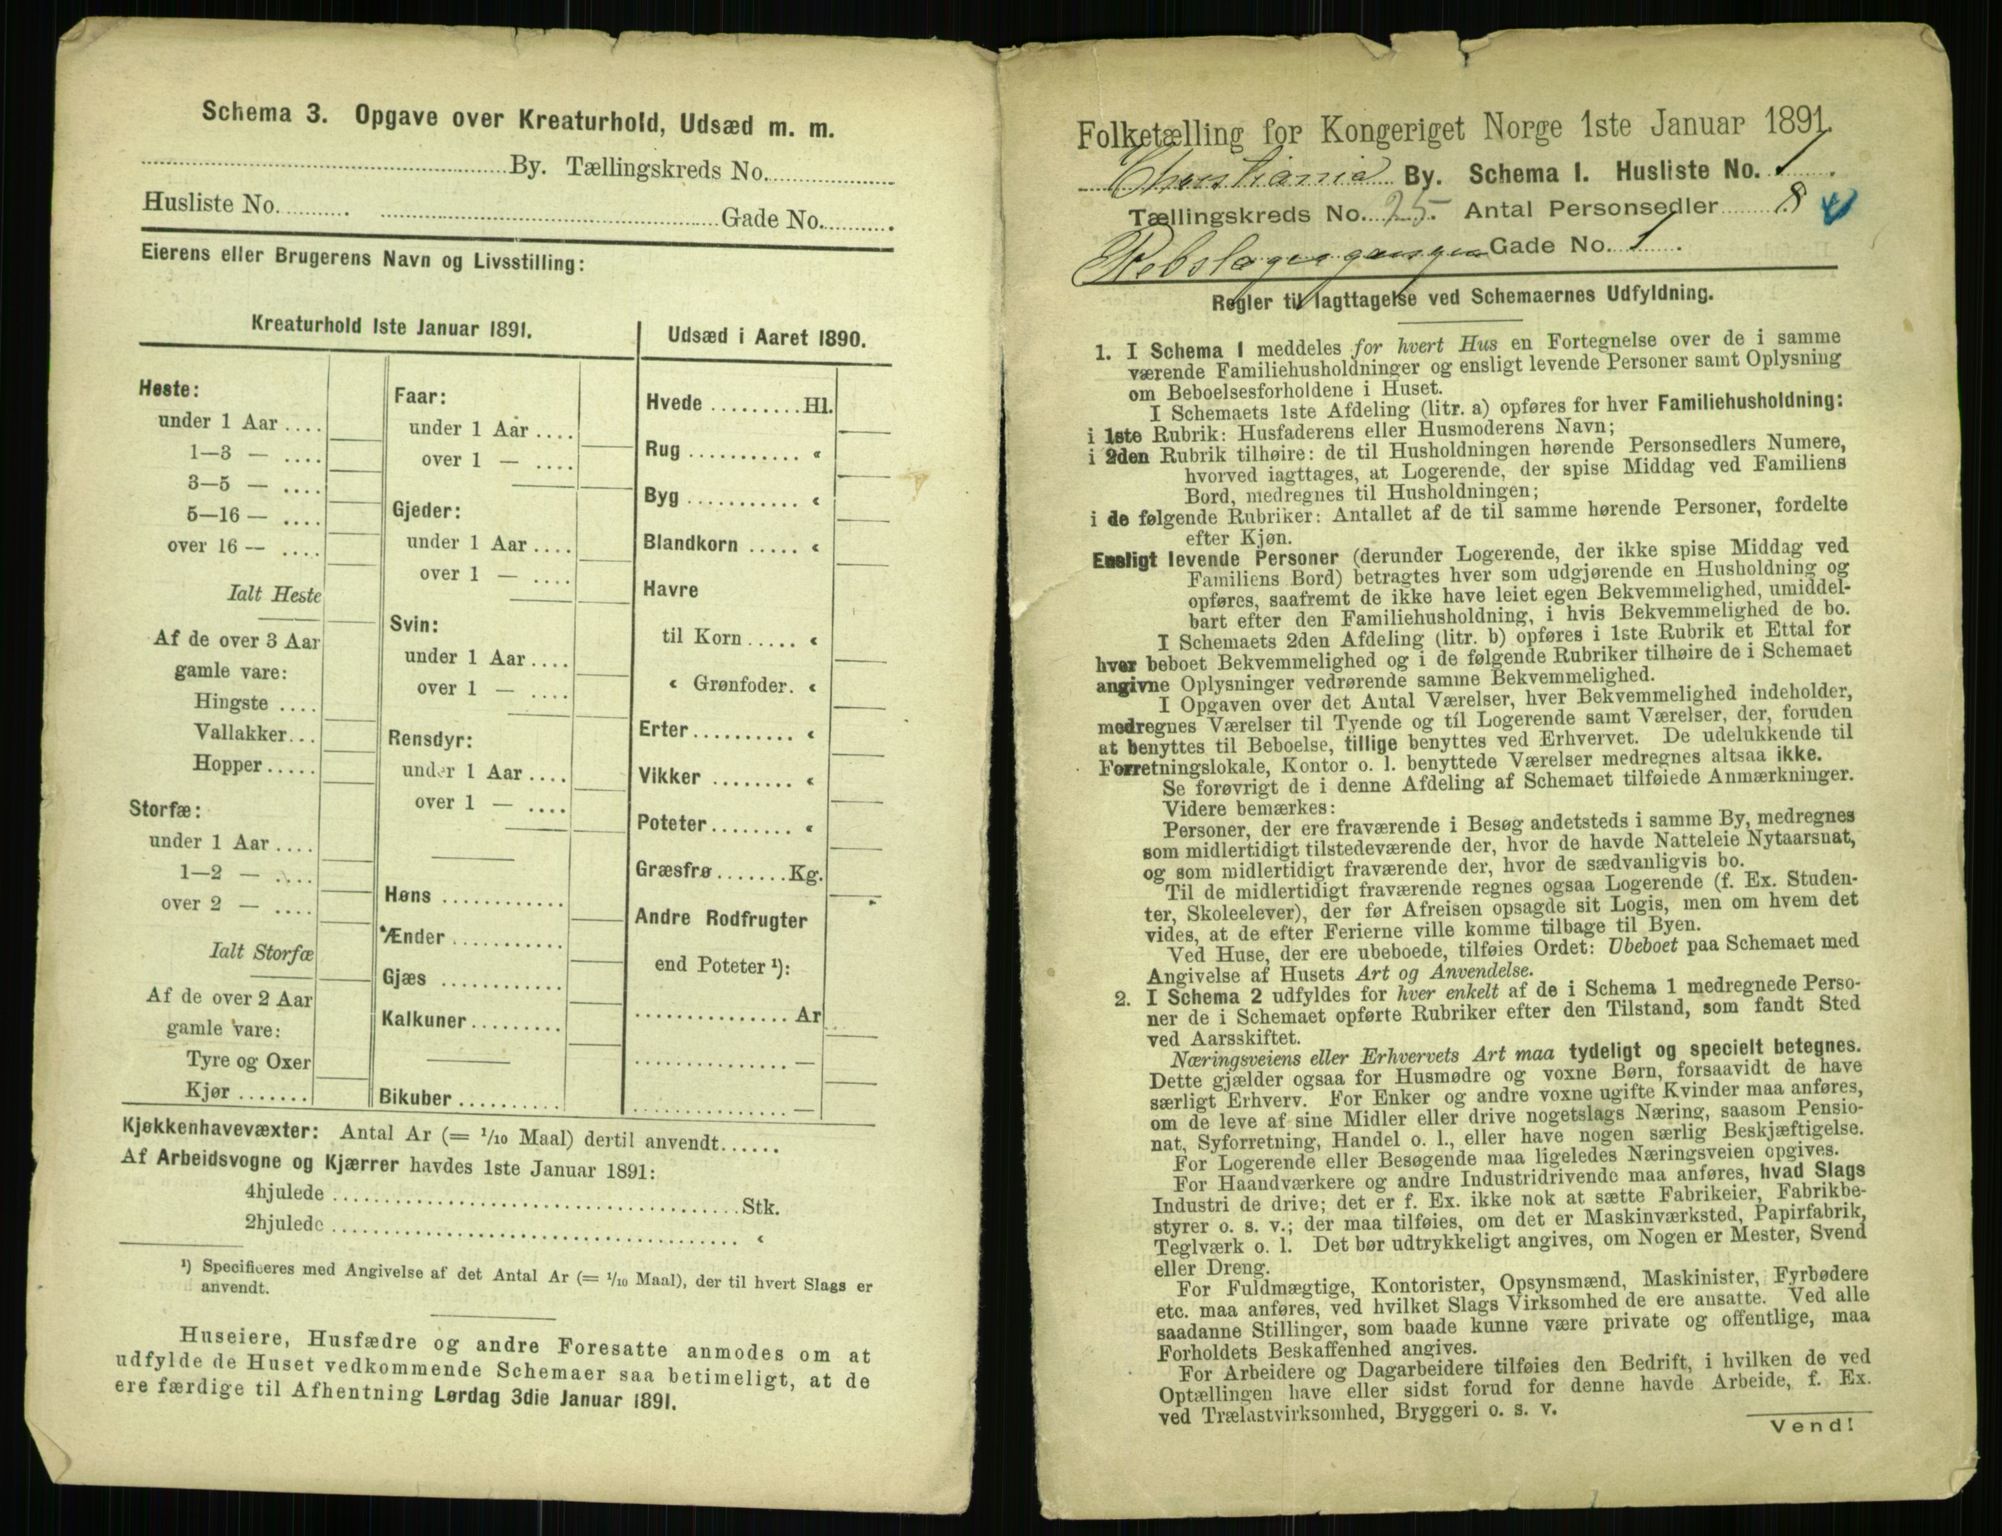 Schema 3. Opgave over Kreaturhold, Udsæd m. m.
By. Tællingskreds No.
Husliste No. Gade No.
Eierens eller Brugerens Navn og Livsstilling:
Kreaturhold 1ste Januar 1891.
Heste:
under 1 Aar ....
1—3 — ....
3—5 — ....
5—16 — ....
over 16 — ....
Ialt Heste
Af de over 3 Aar
gamle vare:
Hingste ....
Vallakker...
Hopper.....
Storfæ:
under 1 Aar ....
1—2 — ....
over 2 — ....
Ialt Storfæ
Af de over 2 Aar
gamle vare:
Tyre og Oxer
Kjør .......
Faar:
under 1 Aar ....
over 1 — ....
Gjeder:
under 1 Aar ....
over 1 — ....
Svin:
under 1 Aar ....
over 1 — ....
Rensdyr:
under 1 Aar ....
over 1 — ....
Høns ............
Ænder ...........
Gjæs ............
Kalkuner.........
Bikuber ..........
Udsæd i Aaret 1890.
Hvede .........Hl.
Rug ........... «
Byg ........... «
Blandkorn ..... «
Havre
til Korn ..... «
« Grønfoder. «
Erter.......... «
Vikker ........ «
Poteter........ «
Græsfrø.......Kg.
Andre Rodfrugter
end Poteter ¹):
............... Ar
............... —
............... —
Kjøkkenhavevæxter: Antal Ar (= 1/10 Maal) dertil anvendt......
Af Arbeidsvogne og Kjærrer havdes 1ste Januar 1891:
4hjulede ........................................Stk.
2hjulede ........................................ «
¹) Specificeres med Angivelse af det Antal Ar (= 1/10 Maal), der til hvert Slags er
anvendt.
Huseiere, Husfædre og andre Foresatte anmodes om at
udfylde de Huset vedkommende Schemaer saa betimeligt, at de
ere færdige til Afhentning Lørdag 3die Januar 1891.
Folketælling for Kongeriget Norge 1ste Januar 1891.
Christiania By. Schema 1. Husliste No. 1.
Tællingskreds No. 25. Antal Personsedler 8
Rebslagergangen Gade No. 1.
Regler til Iagttagelse ved Schemaernes Udfyldning.
1. I Schema 1 meddeles for hvert Hus en Fortegnelse over de i samme
værende Familiehusholdninger og ensligt levende Personer samt Oplysning
om Beboelsesforholdene i Huset.
I Schemaets 1ste Afdeling (litr. a) opføres for hver Familiehusholdning:
i 1ste Rubrik: Husfaderens eller Husmoderens Navn;
i 2den Rubrik tilhøire: de til Husholdningen hørende Personsedlers Numere,
hvorved iagttages, at Logerende, der spise Middag ved Familiens
Bord, medregnes til Husholdningen;
i de følgende Rubriker: Antallet af de til samme hørende Personer, fordelte
efter Kjøn.
Ensligt levende Personer (derunder Logerende, der ikke spise Middag ved
Familiens Bord) betragtes hver som udgjørende en Husholdning og
opføres, saafremt de ikke have leiet egen Bekvemmelighed, umiddel-
bart efter den Familiehusholdning, i hvis Bekvemmelighed de bo.
I Schemaets 2den Afdeling (litr. b) opføres i 1ste Rubrik et Ettal for
hver beboet Bekvemmelighed og i de følgende Rubriker tilhøire de i Schemaet
angivne Oplysninger vedrørende samme Bekvemmelighed.
I Opgaven over det Antal Værelser, hver Bekvemmelighed indeholder,
medregnes Værelser til Tyende og til Logerende samt Værelser, der, foruden
at benyttes til Beboelse, tillige benyttes ved Erhvervet. De udelukkende til
Forretningslokale, Kontor o. l. benyttede Værelser medregnes altsaa ikke.
Se forøvrigt de i denne Afdeling af Schemaet tilføiede Anmærkninger.
Videre bemærkes:
Personer, der ere fraværende i Besøg andetsteds i samme By, medregnes
som midlertidigt tilstedeværende der, hvor de havde Natteleie Nytaarsnat,
og som midlertidigt fraværende der, hvor de sædvanligvis bo.
Til de midlertidigt fraværende regnes ogsaa Logerende (f. Ex. Studen-
ter, Skoleelever), der før Afreisen opsagde sit Logis, men om hvem det
vides, at de efter Ferierne ville komme tilbage til Byen.
Ved Huse, der ere ubeboede, tilføies Ordet: Ubeboet paa Schemaet med
Angivelse af Husets Art og Anvendelse.
2. I Schema 2 udfyldes for hver enkelt af de i Schema 1 medregnede Perso-
ner de i Schemaet opførte Rubriker efter den Tilstand, som fandt Sted
ved Aarsskiftet.
Næringsveiens eller Erhvervets Art maa tydeligt og specielt betegnes.
Dette gjælder ogsaa for Husmødre og voxne Børn, forsaavidt de have
særligt Erhverv. For Enker og andre voxne ugifte Kvinder maa anføres,
om de leve af sine Midler eller drive nogetslags Næring, saasom Pensio-
nat, Syforretning, Handel o. l., eller have nogen særlig Beskjæftigelse.
For Logerende eller Besøgende maa ligeledes Næringsveien opgives.
For Haandværkere og andre Industridrivende maa anføres, hvad Slags
Industri de drive; det er f. Ex. ikke nok at sætte Fabrikeier, Fabrikbe-
styrer o. s. v.; der maa tilføies, om det er Maskinværksted, Papirfabrik,
Teglværk o. l. Det bør udtrykkeligt angives, om Nogen er Mester, Svend
eller Dreng.
For Fuldmægtige, Kontorister, Opsynsmænd, Maskinister, Fyrbødere
etc. maa anføres, ved hvilket Slags Virksomhed de ere ansatte. Ved alle
saadanne Stillinger, som baade kunne være private og offentlige, maa
Forholdets Beskaffenhed angives.
For Arbeidere og Dagarbeidere tilføies den Bedrift, i hvilken de ved
Optællingen have eller sidst forud for denne havde Arbeide, f. Ex.
ved Trælastvirksomhed, Bryggeri o. s. v.
Vend!